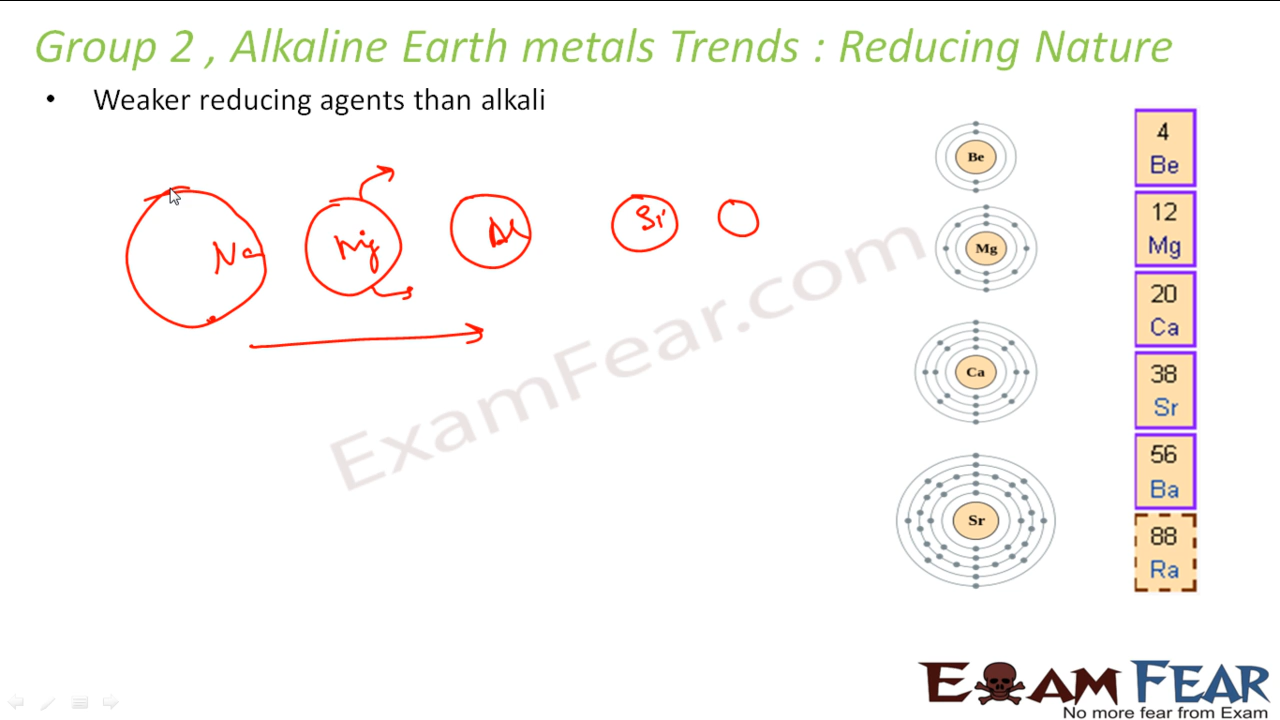 Group 2 , Alkaline Earth metals Trends : Reducing Nature
• Weaker reducing agents than alkali
Na Mg Al Si
Be
Mg
Ca
Sr
4
Be
12
Mg
20
Ca
38
Sr
56
Ba
88
Ra
ExamFear.com
EXAM FEAR
No more fear from Exam